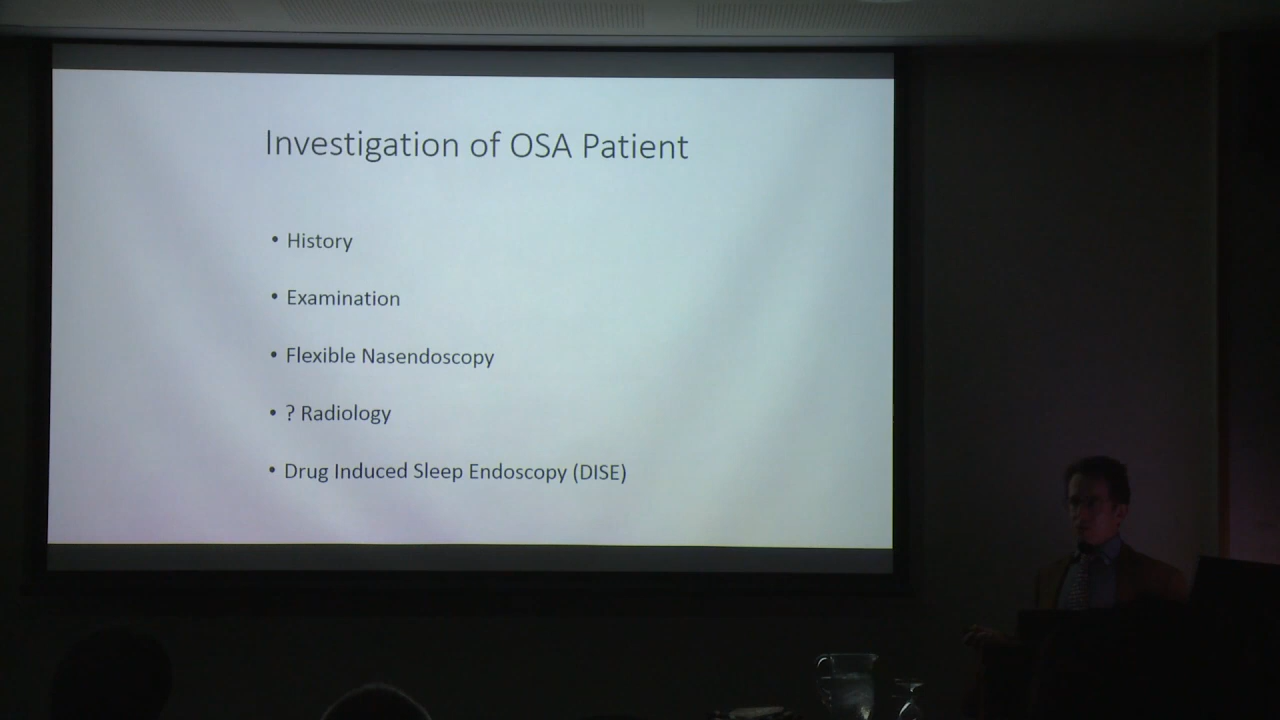 Investigation of OSA Patient
• History
• Examination
• Flexible Nasendoscopy
• ? Radiology
• Drug Induced Sleep Endoscopy (DISE)